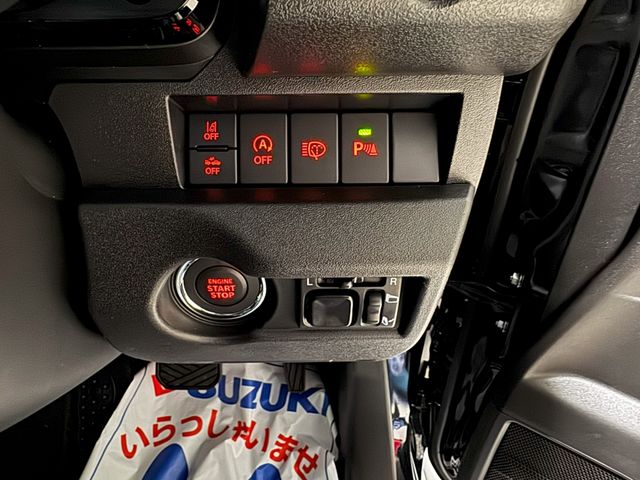 OFF
OFF
A
OFF
P
ENGINE
START
STOP
L R
SUZUKI
いらっしゃいませ